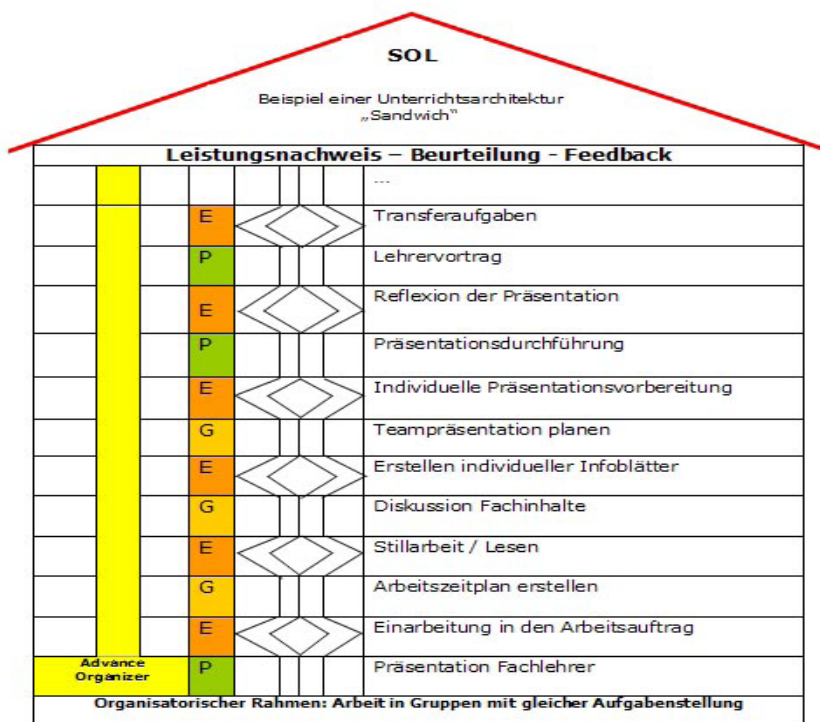 SOL
Beispiel einer Unterrichtsarchitektur
„Sandwich“
Leistungsnachweis – Beurteilung - Feedback
...
E Transferaufgaben
P Lehrervortrag
E Reflexion der Präsentation
P Präsentationsdurchführung
E Individuelle Präsentationsvorbereitung
G Teampräsentation planen
E Erstellen individueller Infoblätter
G Diskussion Fachinhalte
E Stillarbeit / Lesen
G Arbeitszeitplan erstellen
E Einarbeitung in den Arbeitsauftrag
Advance
Organizer
P Präsentation Fachlehrer
Organisatorischer Rahmen: Arbeit in Gruppen mit gleicher Aufgabenstellung